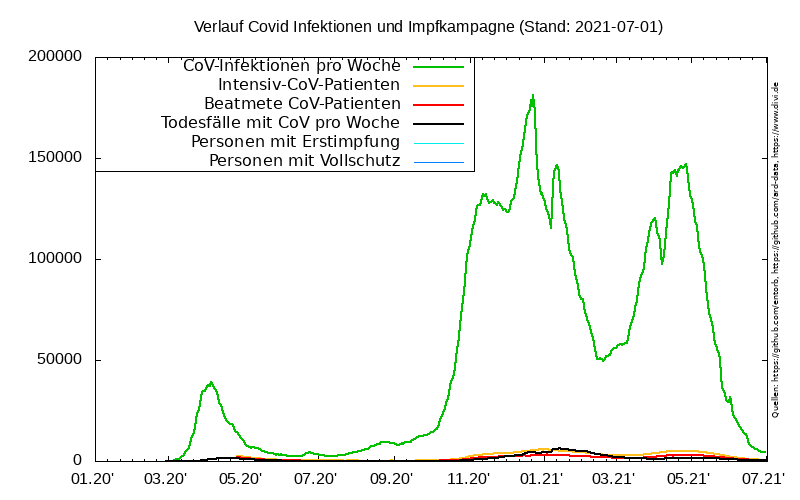 Verlauf Covid Infektionen und Impfkampagne (Stand: 2021-07-01)
200000
150000
100000
50000
0
CoV-Infektionen pro Woche
Intensiv-CoV-Patienten
Beatmete CoV-Patienten
Todesfälle mit CoV pro Woche
Personen mit Erstimpfung
Personen mit Vollschutz
01.20' 03.20' 05.20' 07.20' 09.20' 11.20' 01.21' 03.21' 05.21' 07.21'
Quellen: https://github.com/entorb, https://github.com/ard-data, https://www.divi.de